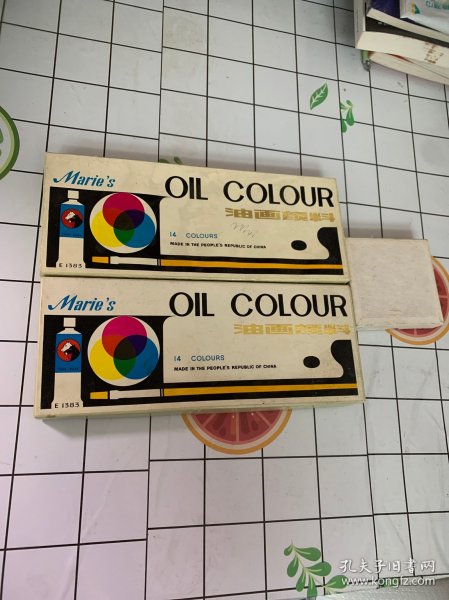 Marie's
OIL COLOUR
油画颜料
14 COLOURS
MADE IN THE PEOPLE'S REPUBLIC OF CHINA
E 1383
Marie's
OIL COLOUR
油画颜料
14 COLOURS
MADE IN THE PEOPLE'S REPUBLIC OF CHINA
E 1383
孔夫子旧书网
www.kongfz.com